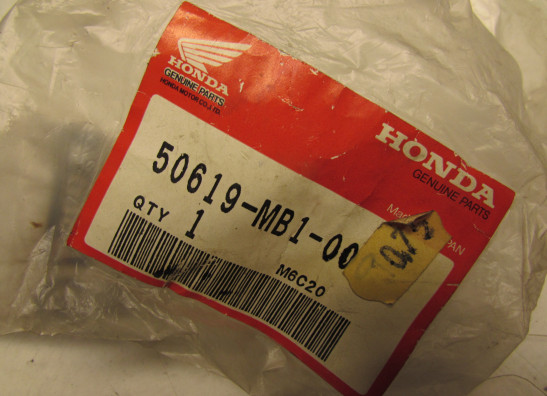 HONDA
GENUINE PARTS
HONDA MOTOR CO.,LTD.
HONDA
GENUINE PARTS
50619-MB1-00
QTY 1
M6C20